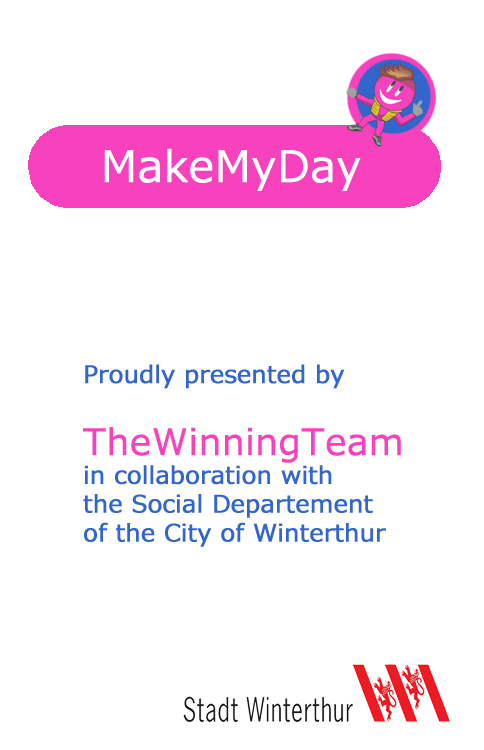 MakeMyDay
Proudly presented by
TheWinningTeam
in collaboration with
the Social Departement
of the City of Winterthur
Stadt Winterthur